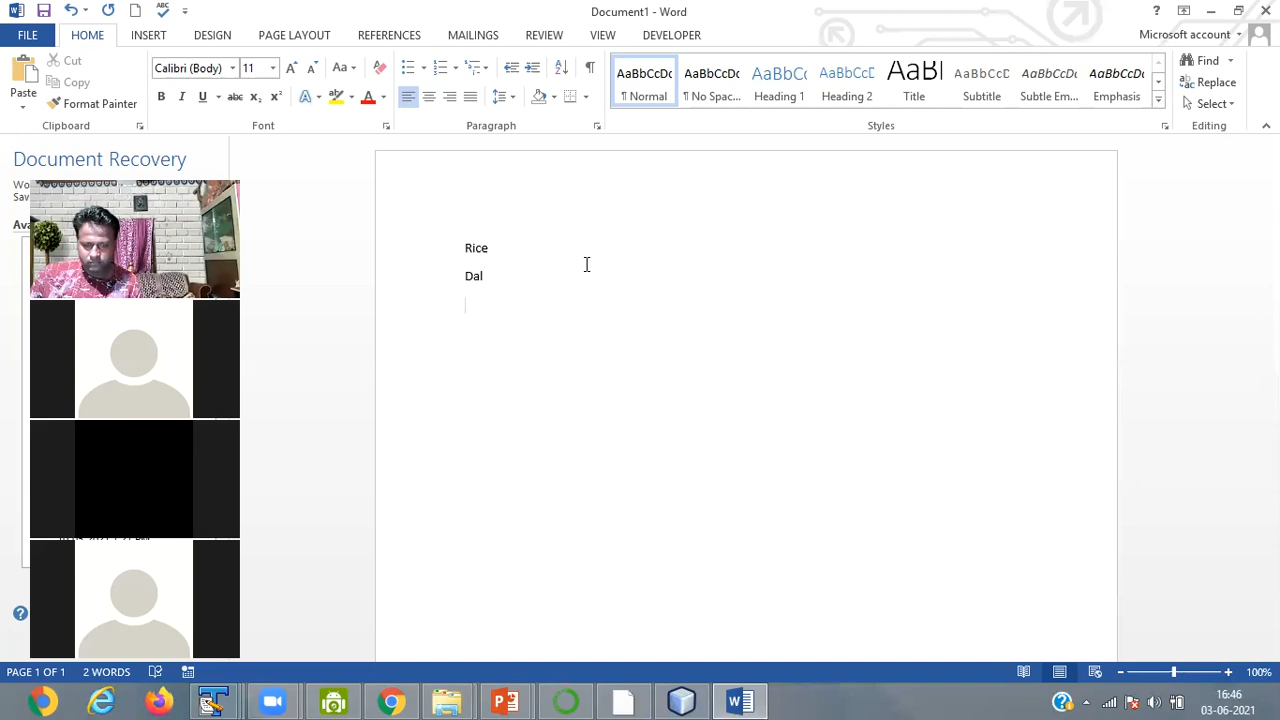 Document1 - Word
FILE
HOME
INSERT
DESIGN
PAGE LAYOUT
REFERENCES
MAILINGS
REVIEW
VIEW
DEVELOPER
Microsoft account
Paste
Cut
Copy
Format Painter
Clipboard
Calibri (Body)
11
Font
Paragraph
AaBbCcDc AaBbCcDc AaBbCc AaBbCcD AaBl AaBbCcD AaBbCcDc AaBbCcDc
¶ Normal ¶ No Spac... Heading 1 Heading 2 Title Subtitle Subtle Em... Emphasis
Styles
Find
Replace
Select
Editing
Document Recovery
Wo
Sav
Ava
Rice
Dal
PAGE 1 OF 1 2 WORDS
100%
16:46
03-06-2021